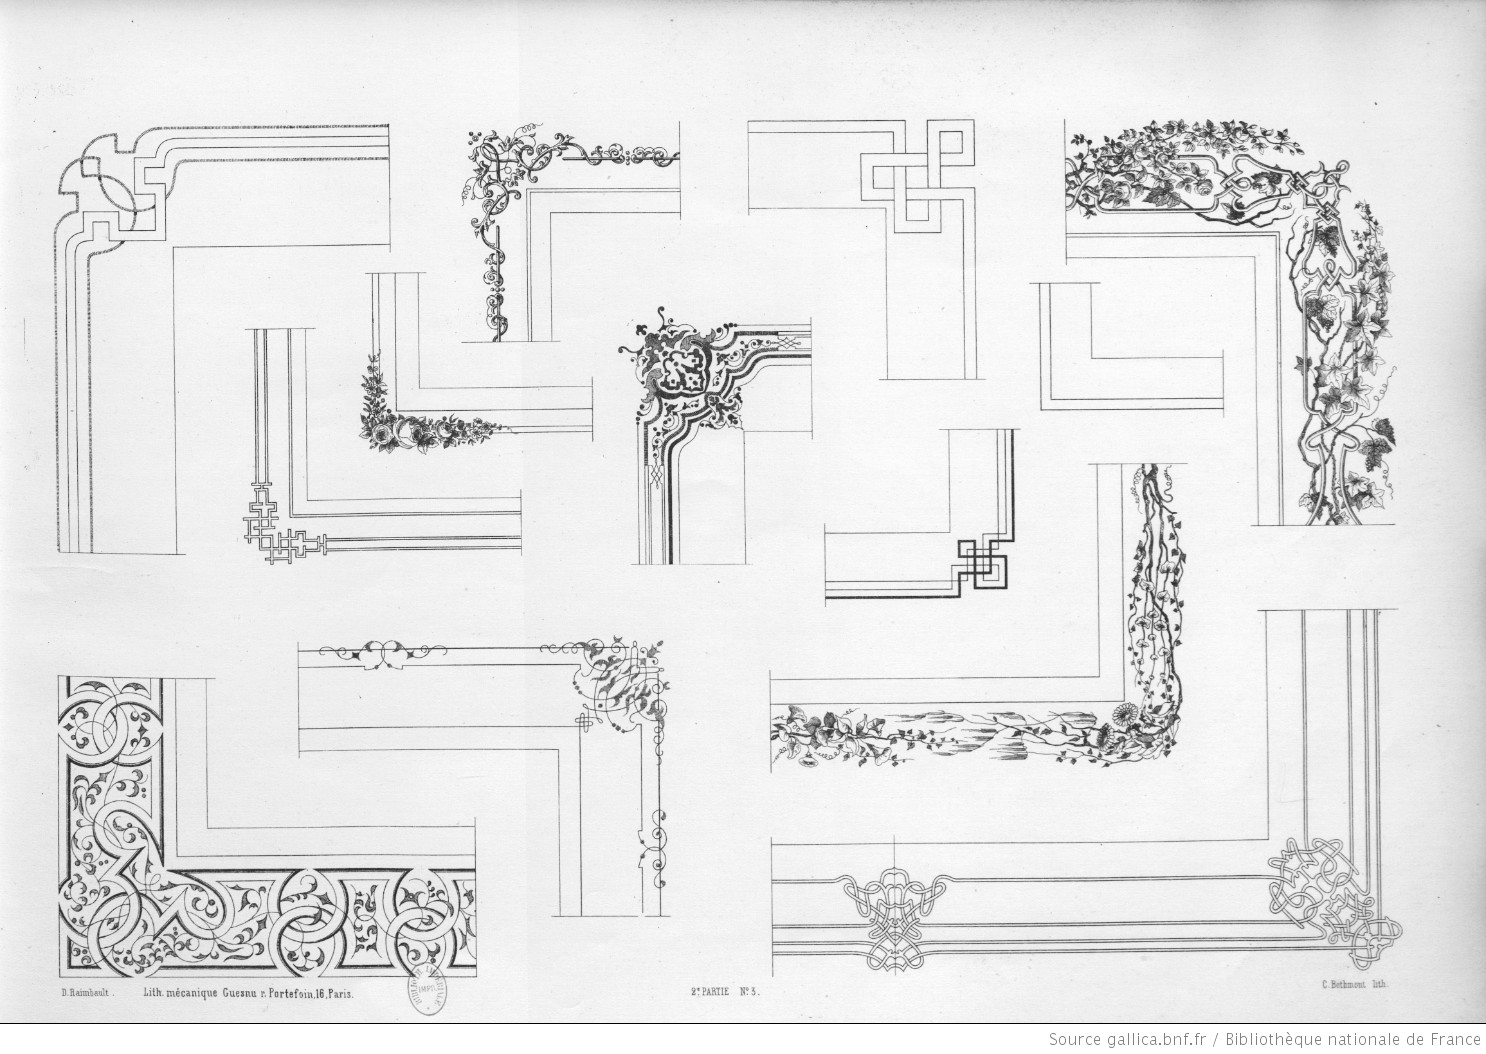 D. Raimbault.
Lith. mécanique Guesnu r. Portefoin, 16, Paris.
2e PARTIE No 3.
C. Bethmont lith.
Source gallica.bnf.fr / Bibliothèque nationale de France